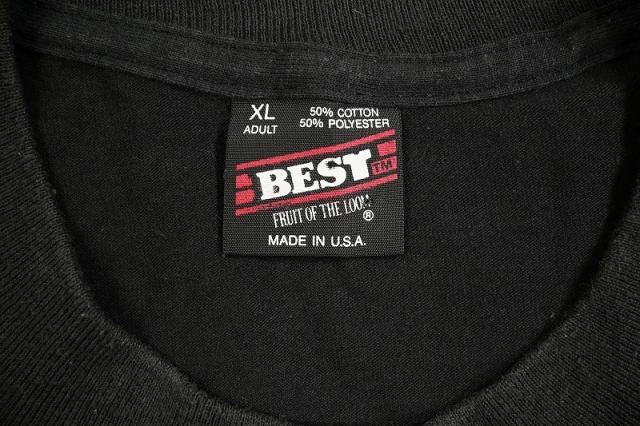 XL
ADULT
50% COTTON
50% POLYESTER
BEST TM
FRUIT OF THE LOOM ®
MADE IN U.S.A.